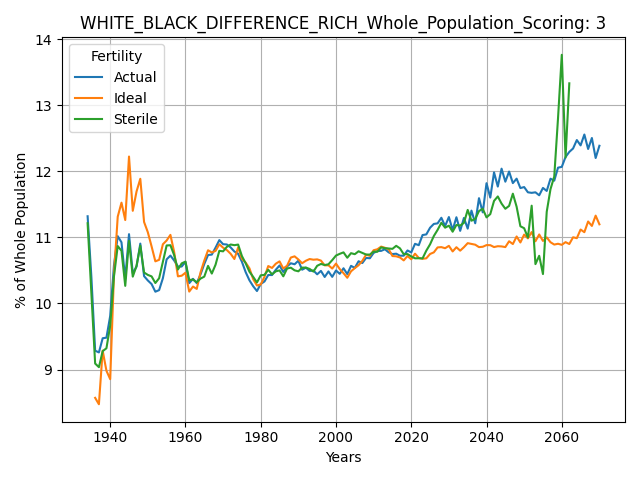 WHITE_BLACK_DIFFERENCE_RICH_Whole_Population_Scoring: 3
Fertility
Actual
Ideal
Sterile
% of Whole Population
14
13
12
11
10
9
1940 1960 1980 2000 2020 2040 2060
Years